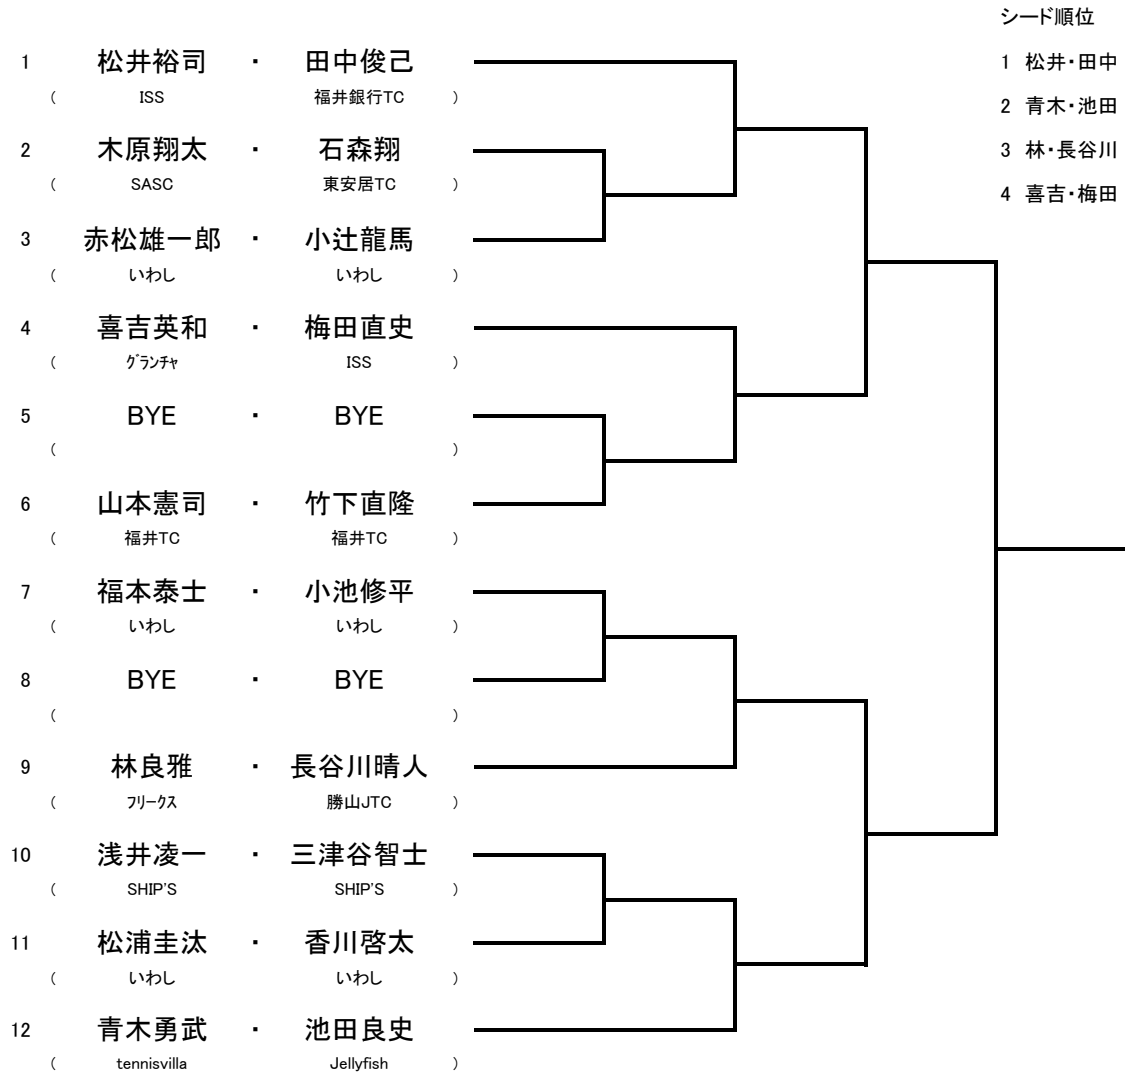 シード順位
1 松井裕司 ・ 田中俊己
( ISS 福井銀行TC )
1 松井・田中
2 青木・池田
2 木原翔太 ・ 石森翔
( SASC 東安居TC )
3 林・長谷川
4 喜吉・梅田
3 赤松雄一郎 ・ 小辻龍馬
( いわし いわし )
4 喜吉英和 ・ 梅田直史
( グランチャ ISS )
5 BYE ・ BYE
( )
6 山本憲司 ・ 竹下直隆
( 福井TC 福井TC )
7 福本泰士 ・ 小池修平
( いわし いわし )
8 BYE ・ BYE
( )
9 林良雅 ・ 長谷川晴人
( フリークス 勝山JTC )
10 浅井凌一 ・ 三津谷智士
( SHIP'S SHIP'S )
11 松浦圭汰 ・ 香川啓太
( いわし いわし )
12 青木勇武 ・ 池田良史
( tennisvilla Jellyfish )